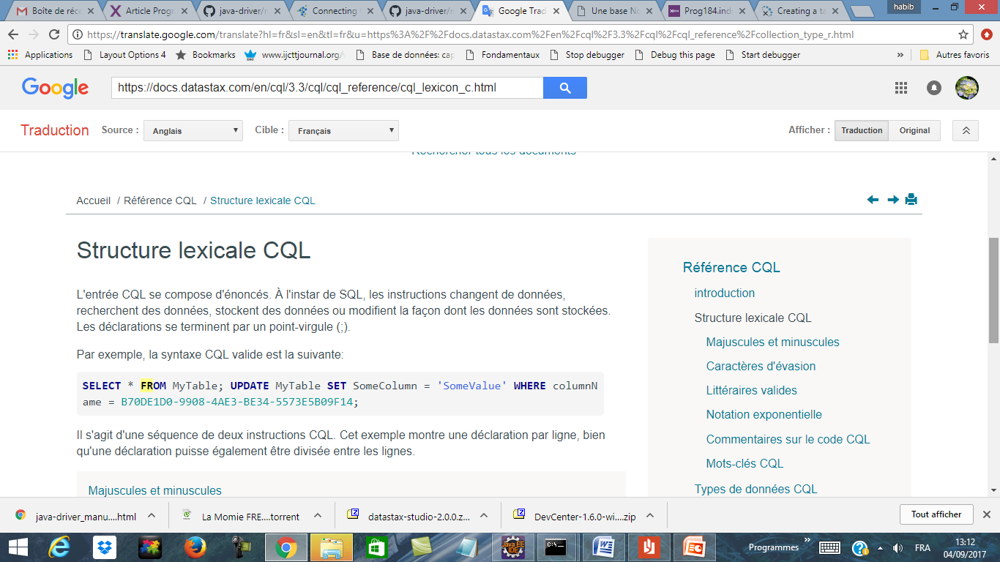 Boîte de réc
Article Progr
java-driver/r
Connecting
java-driver/r
Google Trad
Une base No
Prog184.ind
Creating a ta
habib
https://translate.google.com/translate?hl=fr&sl=en&tl=fr&u=https%3A%2F%2Fdocs.datastax.com%2Fen%2Fcql%2F3.3%2Fcql%2Fcql_reference%2Fcollection_type_r.html
Applications
Layout Options 4
Bookmarks
www.ijcttjournal.org/
Base de données: cap
Fondamentaux
Stop debugger
Debug this page
Start debugger
»
Autres favoris
Google
https://docs.datastax.com/en/cql/3.3/cql/cql_reference/cql_lexicon_c.html
Traduction
Source :
Anglais
Cible :
Français
Afficher :
Traduction
Original
Rechercher tous les documents
Accueil / Référence CQL / Structure lexicale CQL
Structure lexicale CQL
L'entrée CQL se compose d'énoncés. À l'instar de SQL, les instructions changent de données,
recherchent des données, stockent des données ou modifient la façon dont les données sont stockées.
Les déclarations se terminent par un point-virgule (;).
Par exemple, la syntaxe CQL valide est la suivante:
SELECT * FROM MyTable; UPDATE MyTable SET SomeColumn = 'SomeValue' WHERE columnN
ame = B70DE1D0-9908-4AE3-BE34-5573E5B09F14;
Il s'agit d'une séquence de deux instructions CQL. Cet exemple montre une déclaration par ligne, bien
qu'une déclaration puisse également être divisée entre les lignes.
Majuscules et minuscules
Référence CQL
introduction
Structure lexicale CQL
Majuscules et minuscules
Caractères d'évasion
Littéraires valides
Notation exponentielle
Commentaires sur le code CQL
Mots-clés CQL
Types de données CQL
java-driver_manu....html
La Momie FRE....torrent
datastax-studio-2.0.0.z...
DevCenter-1.6.0-wi....zip
Tout afficher
Programmes
»
FRA
13:12
04/09/2017